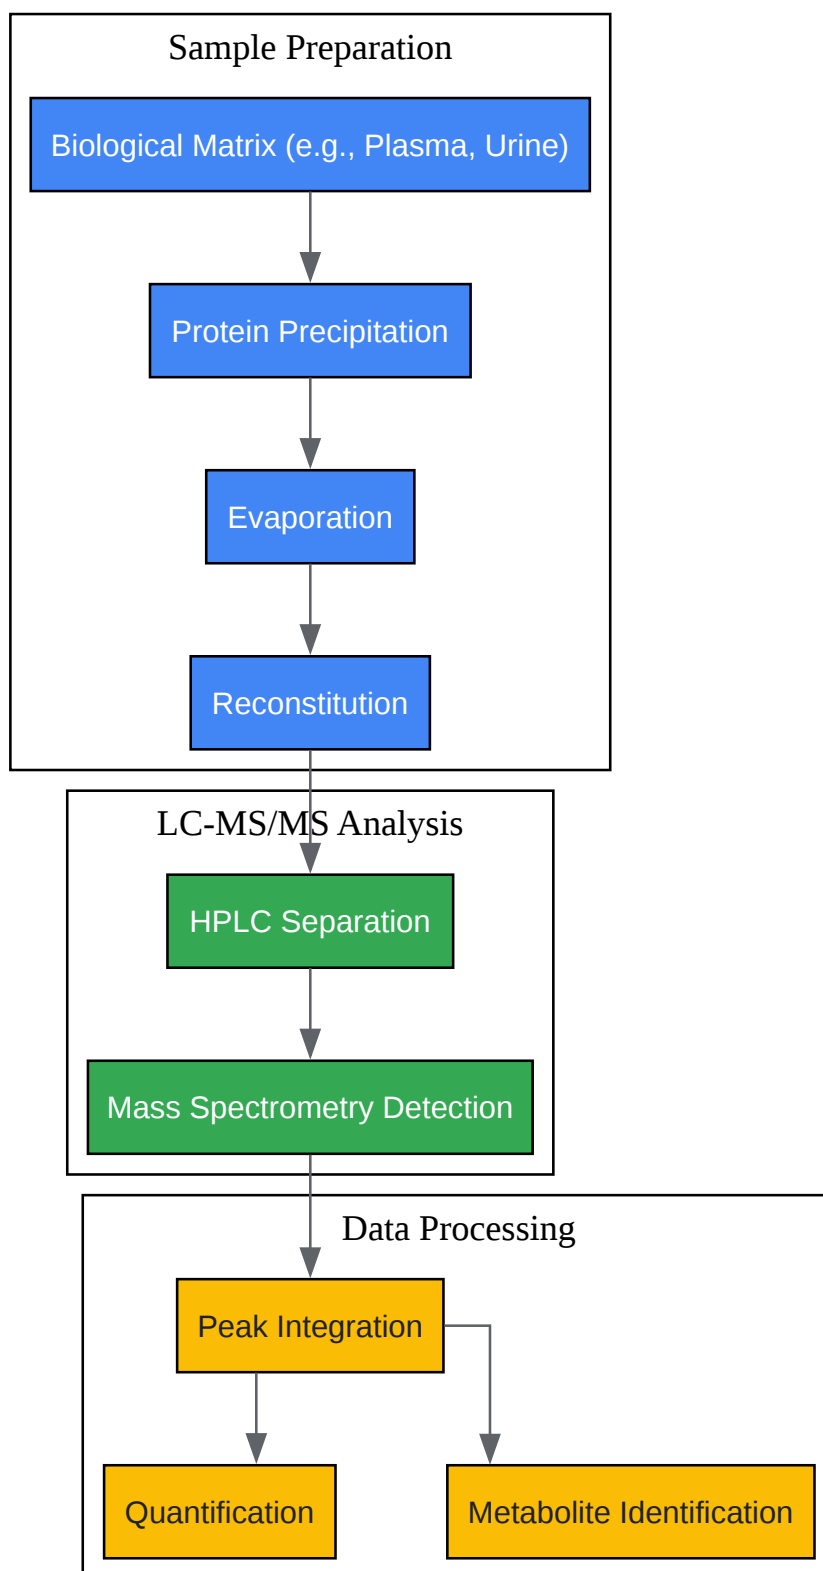 Sample Preparation
Biological Matrix (e.g., Plasma, Urine)
Protein Precipitation
Evaporation
Reconstitution
LC-MS/MS Analysis
HPLC Separation
Mass Spectrometry Detection
Data Processing
Peak Integration
Quantification
Metabolite Identification